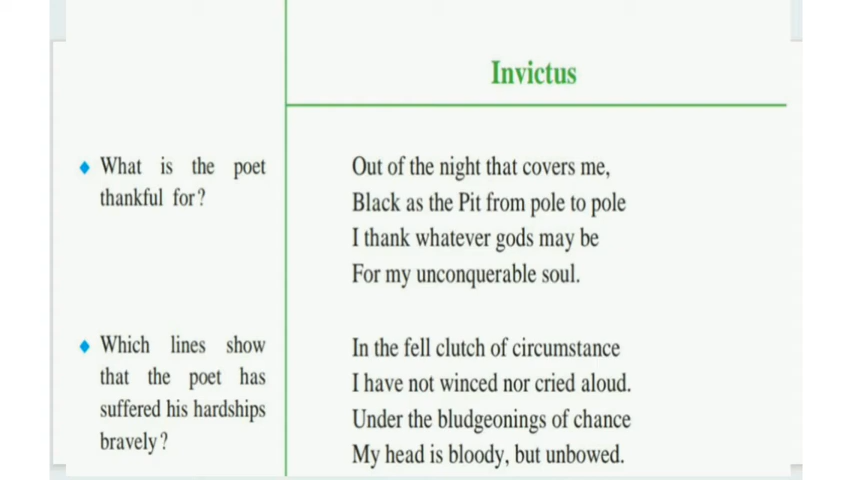 Invictus
♦ What is the poet
thankful for?
Out of the night that covers me,
Black as the Pit from pole to pole
I thank whatever gods may be
For my unconquerable soul.
♦ Which lines show
that the poet has
suffered his hardships
bravely?
In the fell clutch of circumstance
I have not winced nor cried aloud.
Under the bludgeonings of chance
My head is bloody, but unbowed.